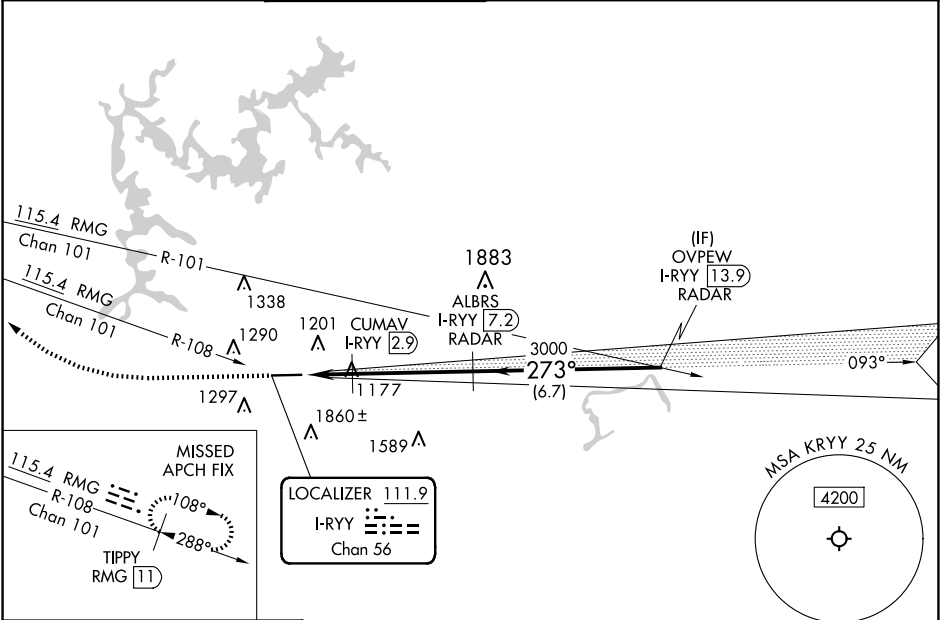 115.4 RMG
Chan 101
R-101
115.4 RMG
Chan 101
R-108
1338
1290
1201
1297
CUMAV
I-RYY 2.9
1177
1883
ALBRS
I-RYY 7.2
RADAR
(IF)
OVPEW
I-RYY 13.9
RADAR
3000
273°
(6.7)
093°
1860 ±
1589
LOCALIZER 111.9
I-RYY
Chan 56
MISSED
APCH FIX
115.4 RMG
R-108
Chan 101
108°
288°
TIPPY
RMG 11
MSA KRYY 25 NM
4200